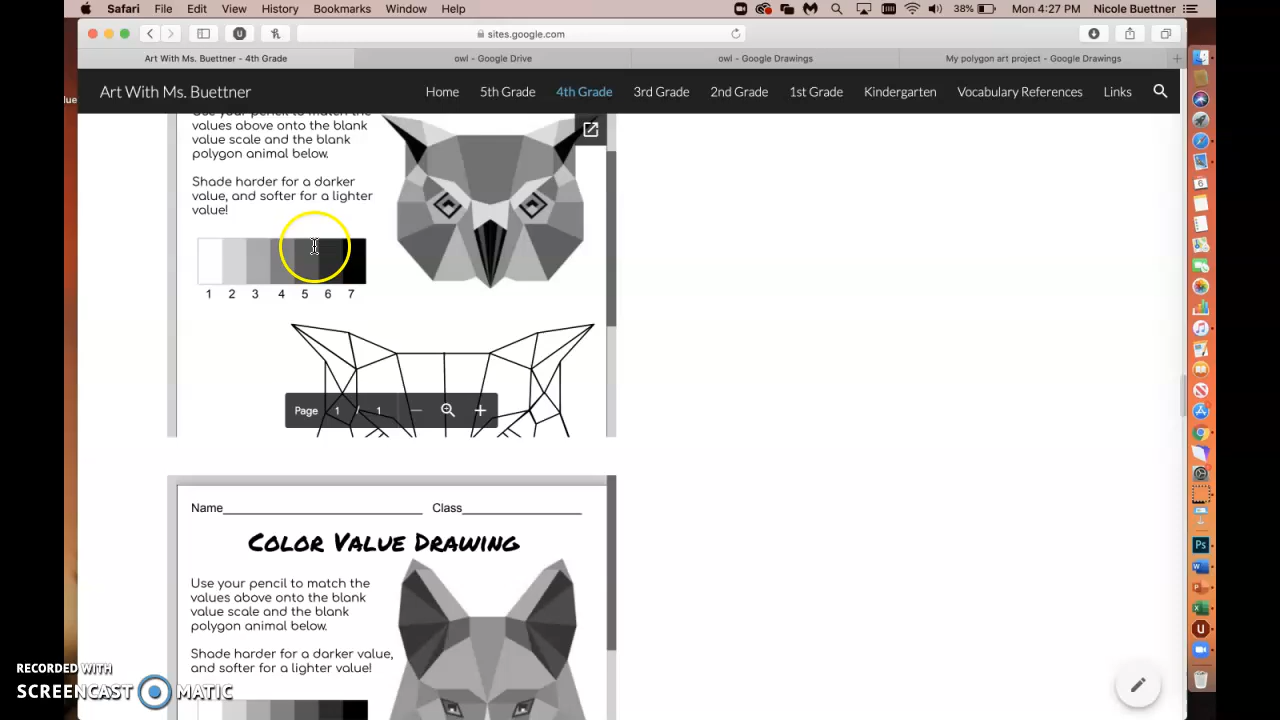 Safari File Edit View History Bookmarks Window Help 38% Mon 4:27 PM Nicole Buettner
sites.google.com
Art With Ms. Buettner - 4th Grade owl - Google Drive owl - Google Drawings My polygon art project - Google Drawings
Art With Ms. Buettner Home 5th Grade 4th Grade 3rd Grade 2nd Grade 1st Grade Kindergarten Vocabulary References Links
Use your pencil to match the
values above onto the blank
value scale and the blank
polygon animal below.
Shade harder for a darker
value, and softer for a lighter
value!
1 2 3 4 5 6 7
Page 1 / 1
Name Class
Color Value Drawing
Use your pencil to match the
values above onto the blank
value scale and the blank
polygon animal below.
Shade harder for a darker value,
and softer for a lighter value!
RECORDED WITH
SCREENCAST MATIC